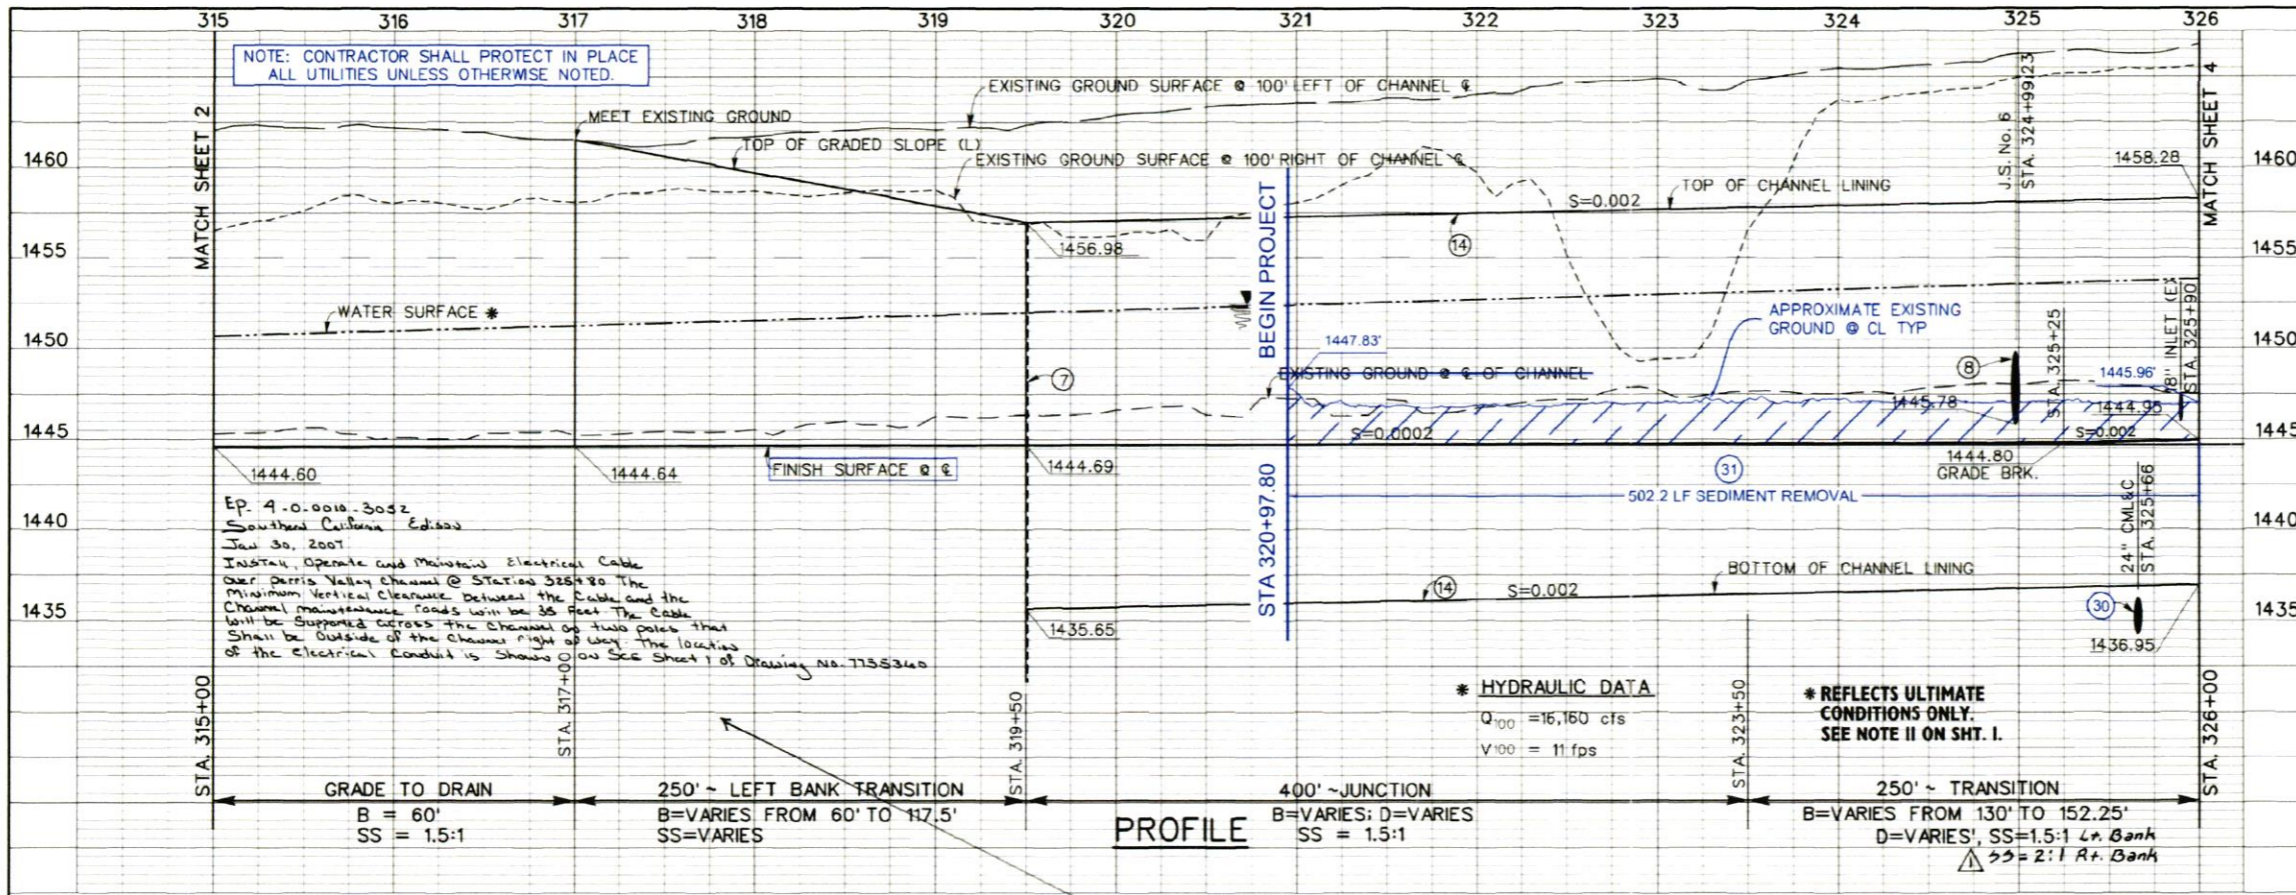 315 316 317 318 319 320 321 322 323 324 325 326
NOTE: CONTRACTOR SHALL PROTECT IN PLACE
ALL UTILITIES UNLESS OTHERWISE NOTED.
MATCH SHEET 2
MEET EXISTING GROUND
TOP OF GRADED SLOPE (L)
EXISTING GROUND SURFACE @ 100' LEFT OF CHANNEL ℄
EXISTING GROUND SURFACE @ 100' RIGHT OF CHANNEL ℄
TOP OF CHANNEL LINING
S=0.002
14
J.S. No. 6
STA. 324+99.23
1458.28
MATCH SHEET 4
1460
1455
1450
1445
1440
1435
1460
1455
1450
1445
1440
1435
1456.98
WATER SURFACE *
BEGIN PROJECT
STA 320+97.80
1447.83'
EXISTING GROUND @ ℄ OF CHANNEL
APPROXIMATE EXISTING
GROUND @ CL TYP
7
8
STA. 325+25
1445.96'
18" INLET (EX)
STA. 325+90
1445.78
1444.95
S=0.0002
S=0.002
1444.60
1444.64
FINISH SURFACE @ ℄
1444.69
31
1444.80
GRADE BRK.
502.2 LF SEDIMENT REMOVAL
24" CML&C
STA. 325+66
EP. 4-0-0010-3052
Southern California Edison
Jan 30, 2007
Install, Operate and Maintain Electrical Cable
over Perris Valley Channel @ Station 325+80. The
Minimum Vertical Clearance between the Cable and the
Channel maintenance roads will be 35 Feet. The Cable
will be Supported across the Channel on two poles that
Shall be Outside of the Channel right of way. The location
of the Electrical Conduit is Shown on SCE Sheet 1 of Drawing No. 7735340
14
S=0.002
BOTTOM OF CHANNEL LINING
30
1435.65
1436.95
STA. 315+00
STA. 317+00
STA. 319+50
STA. 323+50
STA. 326+00
* HYDRAULIC DATA
Q100 =16,160 cfs
V100 = 11 fps
* REFLECTS ULTIMATE
CONDITIONS ONLY.
SEE NOTE 11 ON SHT. 1.
GRADE TO DRAIN
B = 60'
SS = 1.5:1
250' ~ LEFT BANK TRANSITION
B=VARIES FROM 60' TO 117.5'
SS=VARIES
PROFILE
400' ~JUNCTION
B=VARIES; D=VARIES
SS = 1.5:1
250' ~ TRANSITION
B=VARIES FROM 130' TO 152.25'
D=VARIES', SS=1.5:1 Lt. Bank
1 SS=2:1 Rt. Bank